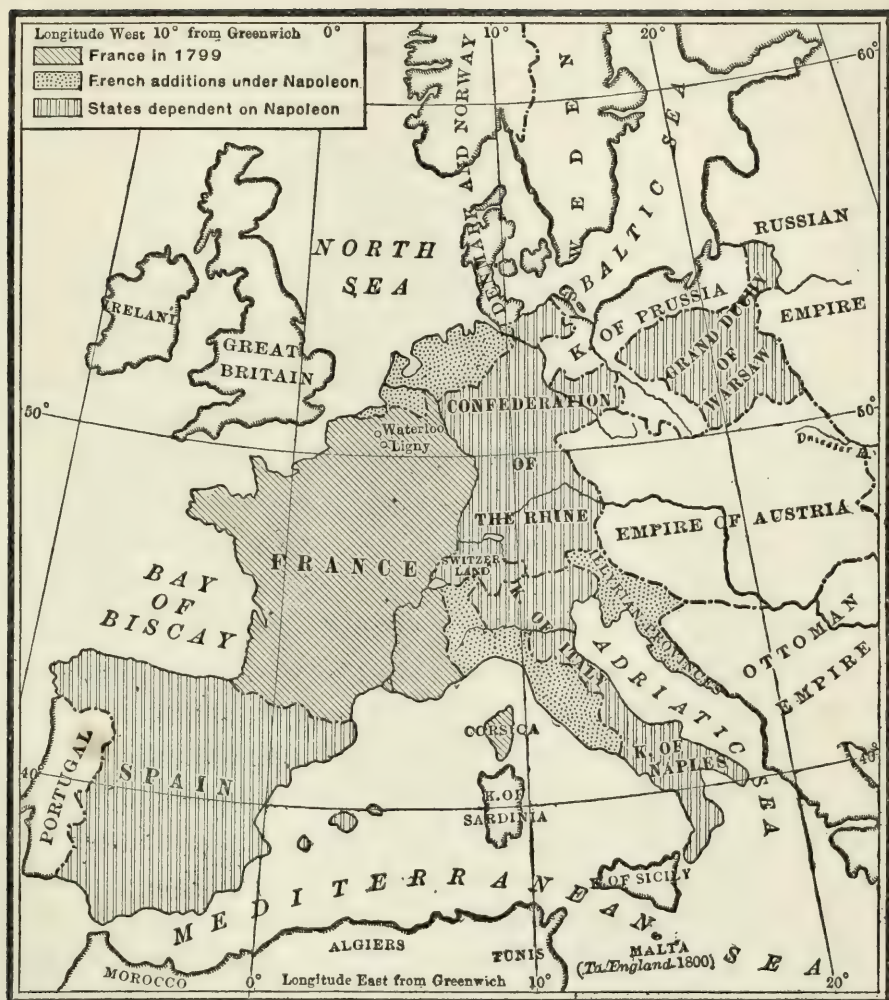 Longitude West 10° from Greenwich 0°
France in 1799
French additions under Napoleon
States dependent on Napoleon
10°
20°
60°
DENMARK AND NORWAY
SWEDEN
BALTIC SEA
NORTH
SEA
RUSSIAN
EMPIRE
IRELAND
GREAT
BRITAIN
K. OF PRUSSIA
GRAND DUCHY
OF
WARSAW
50°
50°
CONFEDERATION
OF
THE RHINE
Waterloo
Ligny
Dniester R.
EMPIRE OF AUSTRIA
FRANCE
SWITZER
LAND
ILLYRIAN PROVINCES
BAY
OF
BISCAY
K. OF ITALY
ADRIATIC SEA
OTTOMAN
EMPIRE
CORSICA
K. OF
NAPLES
PORTUGAL
SPAIN
40°
40°
K. OF
SARDINIA
K. OF SICILY
MEDITERRANEAN SEA
MALTA
(To England 1800)
ALGIERS
TUNIS
MOROCCO
0°
Longitude East from Greenwich
10°
20°